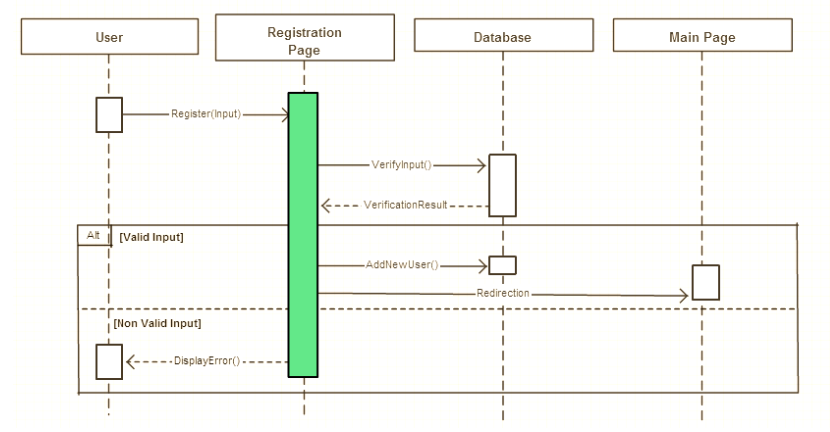 User
Registration
Page
Database
Main Page
Register(Input)
VerifyInput()
VerificationResult
Alt
[Valid Input]
AddNewUser()
Redirection
[Non Valid Input]
DisplayError()